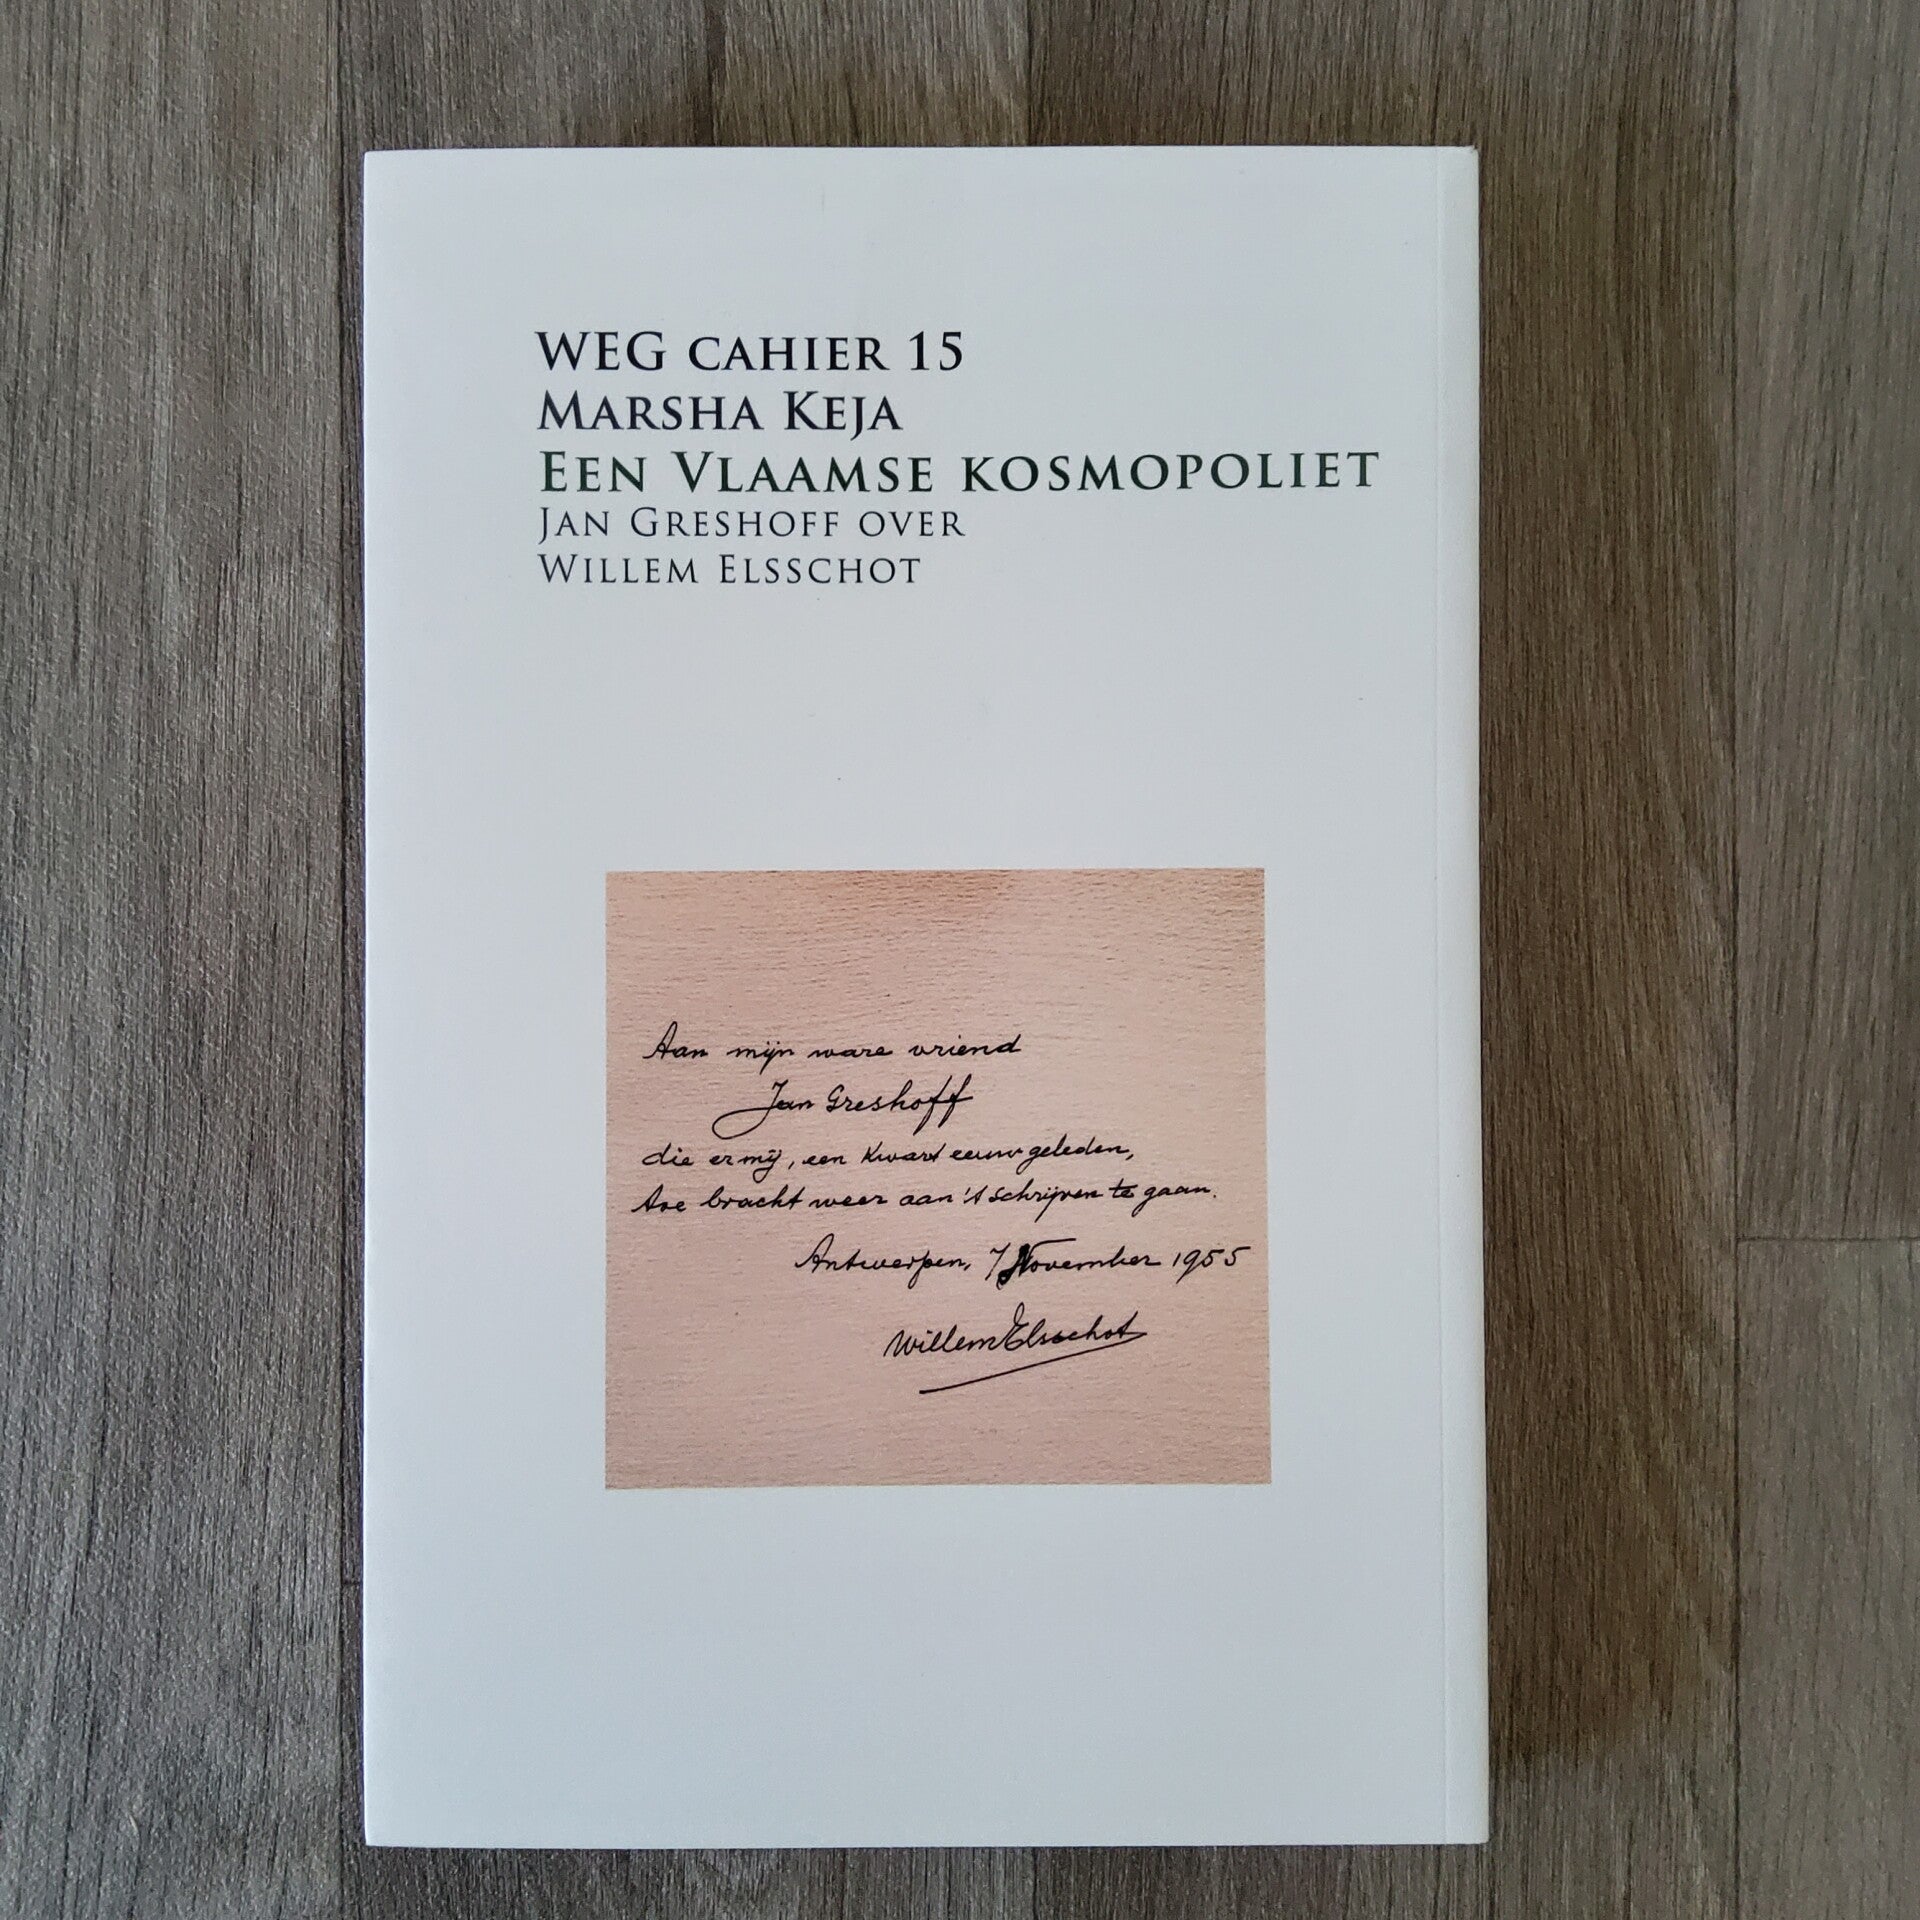 WEG CAHIER 15
MARSHA KEJA
EEN VLAAMSE KOSMOPOLIET
JAN GRESHOFF OVER
WILLEM ELSSCHOT
Aan mijn ware vriend
Jan Greshoff
die er mij, een kwart eeuw geleden,
toe bracht weer aan 't schrijven te gaan.
Antwerpen, 7 November 1955
Willem Elsschot